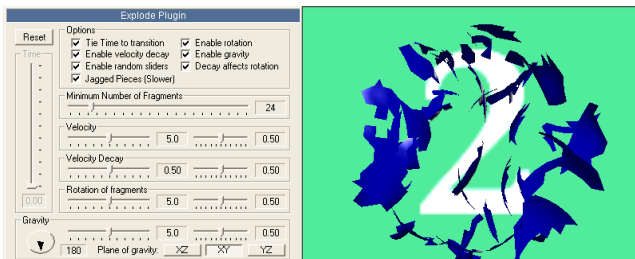 Explode Plugin
Reset
Options
Tie Time to transition Enable rotation
Enable velocity decay Enable gravity
Enable random sliders Decay affects rotation
Jagged Pieces (Slower)
Time
0.00
Minimum Number of Fragments
24
Velocity
5.0 0.50
Velocity Decay
0.50 0.50
Rotation of fragments
5.0 0.50
Gravity
5.0 0.50
180 Plane of gravity: XZ XY YZ
2